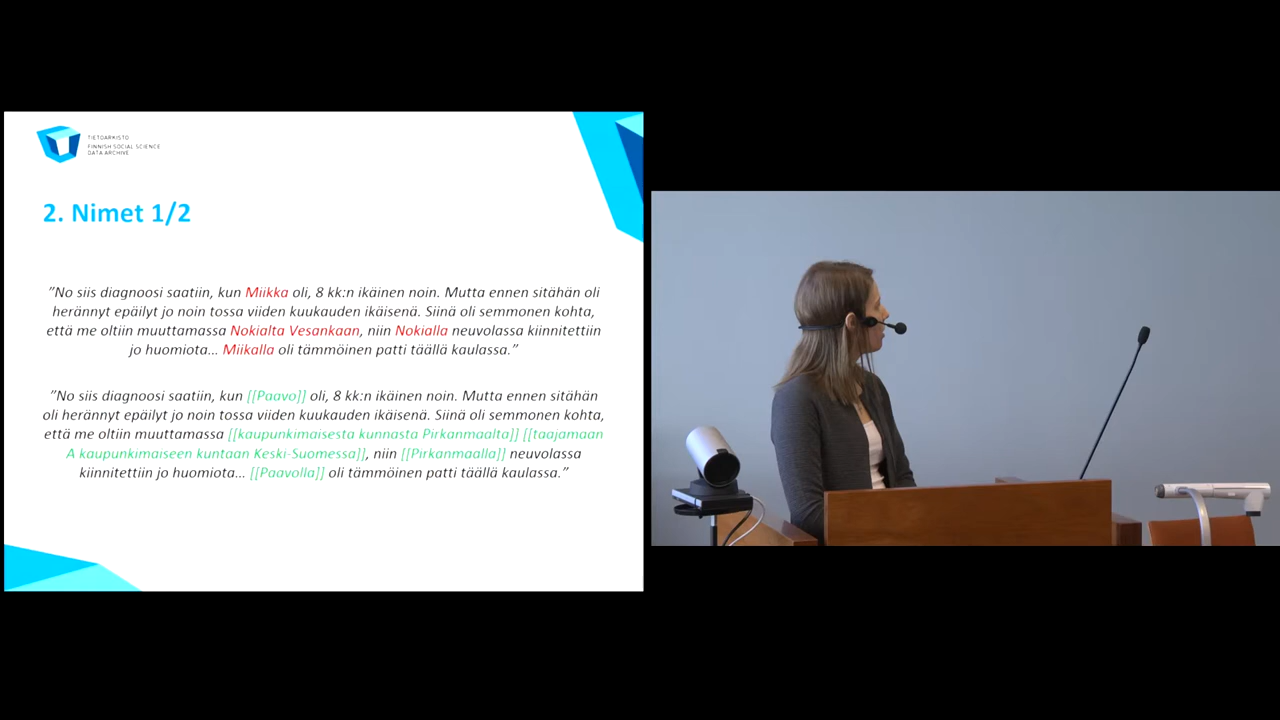 TIETOARKISTO
FINNISH SOCIAL SCIENCE
DATA ARCHIVE
2. Nimet 1/2
”No siis diagnoosi saatiin, kun Miikka oli, 8 kk:n ikäinen noin. Mutta ennen sitähän oli
herännyt epäilyt jo noin tossa viiden kuukauden ikäisenä. Siinä oli semmonen kohta,
että me oltiin muuttamassa Nokialta Vesankaan, niin Nokialla neuvolassa kiinnitettiin
jo huomiota... Miikalla oli tämmöinen patti täällä kaulassa.”
”No siis diagnoosi saatiin, kun [[Paavo]] oli, 8 kk:n ikäinen noin. Mutta ennen sitähän
oli herännyt epäilyt jo noin tossa viiden kuukauden ikäisenä. Siinä oli semmonen kohta,
että me oltiin muuttamassa [[kaupunkimaisesta kunnasta Pirkanmaalta]] [[taajamaan
A kaupunkimaiseen kuntaan Keski-Suomessa]], niin [[Pirkanmaalla]] neuvolassa
kiinnitettiin jo huomiota... [[Paavolla]] oli tämmöinen patti täällä kaulassa.”